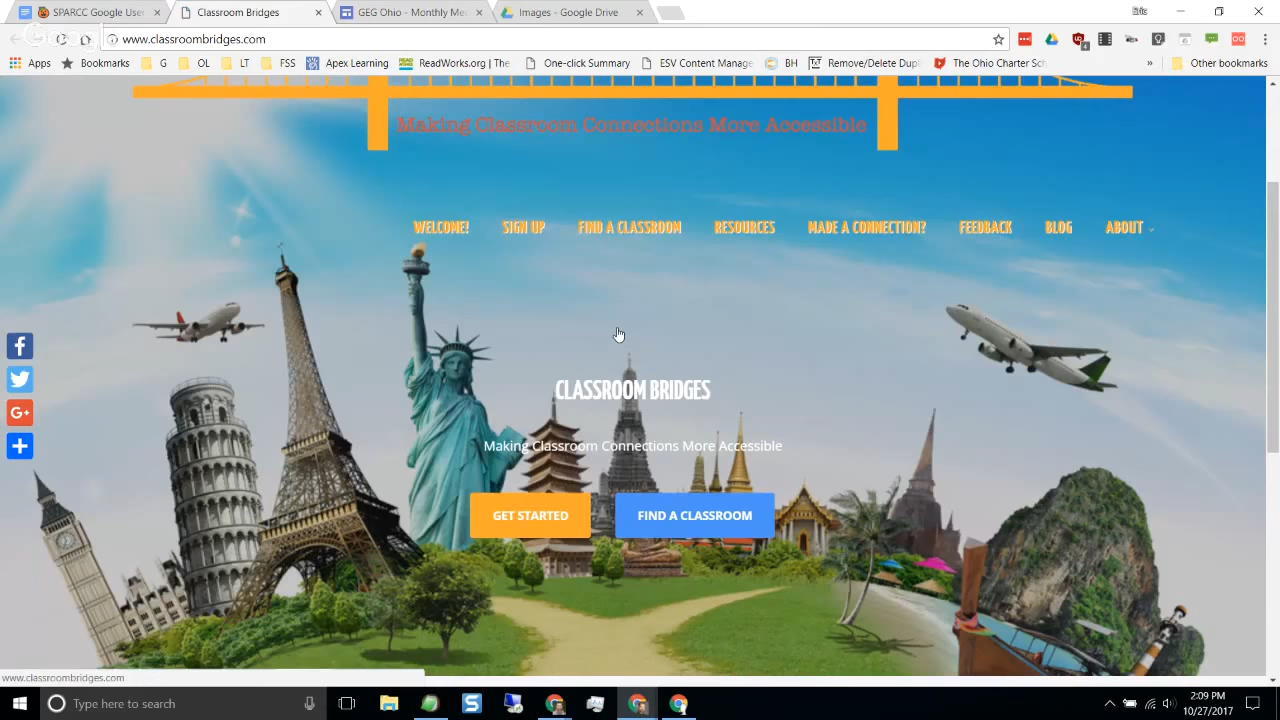 SPARCC Google User
Classroom Bridges
GEG Ohio - Monthly Me
Images - Google Drive
www.classroombridges.com
Apps
Bookmarks
G
OL
LT
FSS
Apex Learning
ReadWorks.org | The
One-click Summary
ESV Content Manage
BH
Remove/Delete Dupl
The Ohio Charter Sch
»
Other bookmarks
Making Classroom Connections More Accessible
WELCOME!
SIGN UP
FIND A CLASSROOM
RESOURCES
MADE A CONNECTION?
FEEDBACK
BLOG
ABOUT
CLASSROOM BRIDGES
Making Classroom Connections More Accessible
GET STARTED
FIND A CLASSROOM
www.classroombridges.com
Type here to search
2:09 PM
10/27/2017